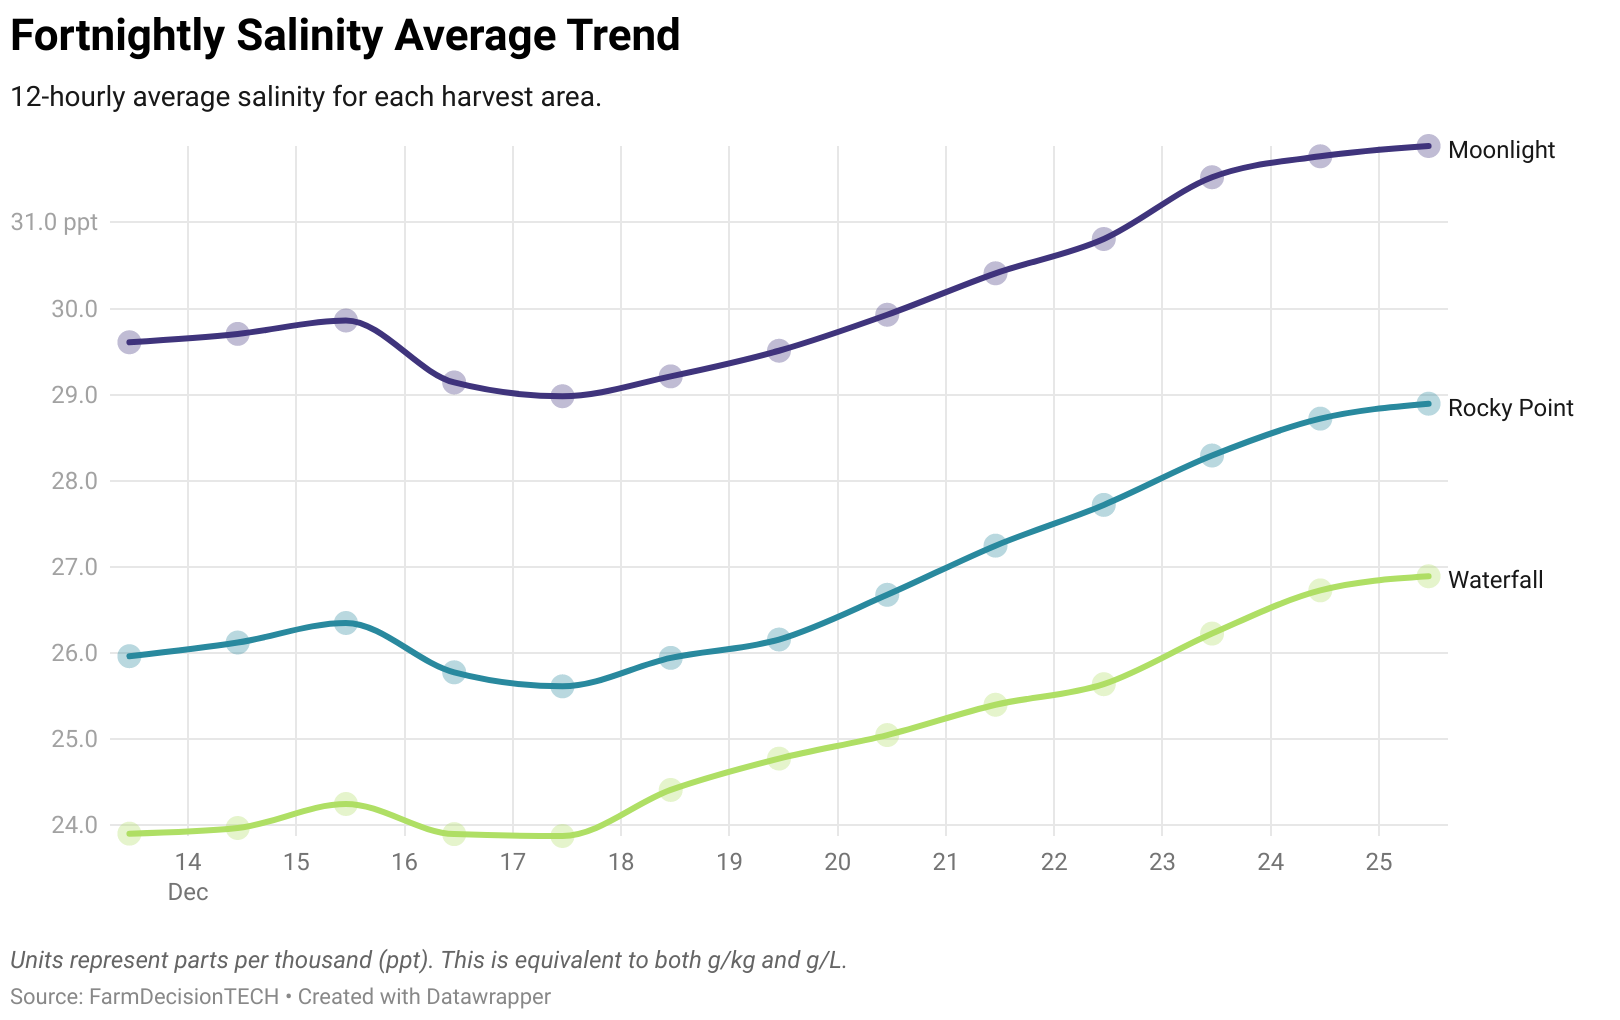 Fortnightly Salinity Average Trend
12-hourly average salinity for each harvest area.
Moonlight
31.0 ppt
30.0
29.0
Rocky Point
28.0
27.0
Waterfall
26.0
25.0
24.0
14 15 16 17 18 19 20 21 22 23 24 25
Dec
Units represent parts per thousand (ppt). This is equivalent to both g/kg and g/L.
Source: FarmDecisionTECH • Created with Datawrapper